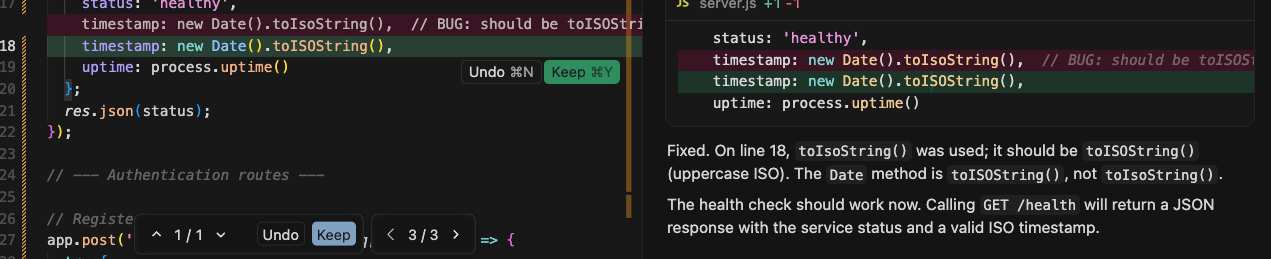 17 status: 'healthy',
timestamp: new Date().toIsoString(), // BUG: should be toISOStri
18 timestamp: new Date().toISOString(),
19 uptime: process.uptime()
Undo ⌘N Keep ⌘Y
20 };
21 res.json(status);
22 });
23
24 // --- Authentication routes ---
25
26 // Registe
27 app.post(' => {
^ 1 / 1 ⌄ Undo Keep < 3 / 3 >
JS server.js +1 -1
status: 'healthy',
timestamp: new Date().toIsoString(), // BUG: should be toISOSt
timestamp: new Date().toISOString(),
uptime: process.uptime()
Fixed. On line 18, toIsoString() was used; it should be toISOString()
(uppercase ISO). The Date method is toISOString(), not toIsoString().
The health check should work now. Calling GET /health will return a JSON
response with the service status and a valid ISO timestamp.